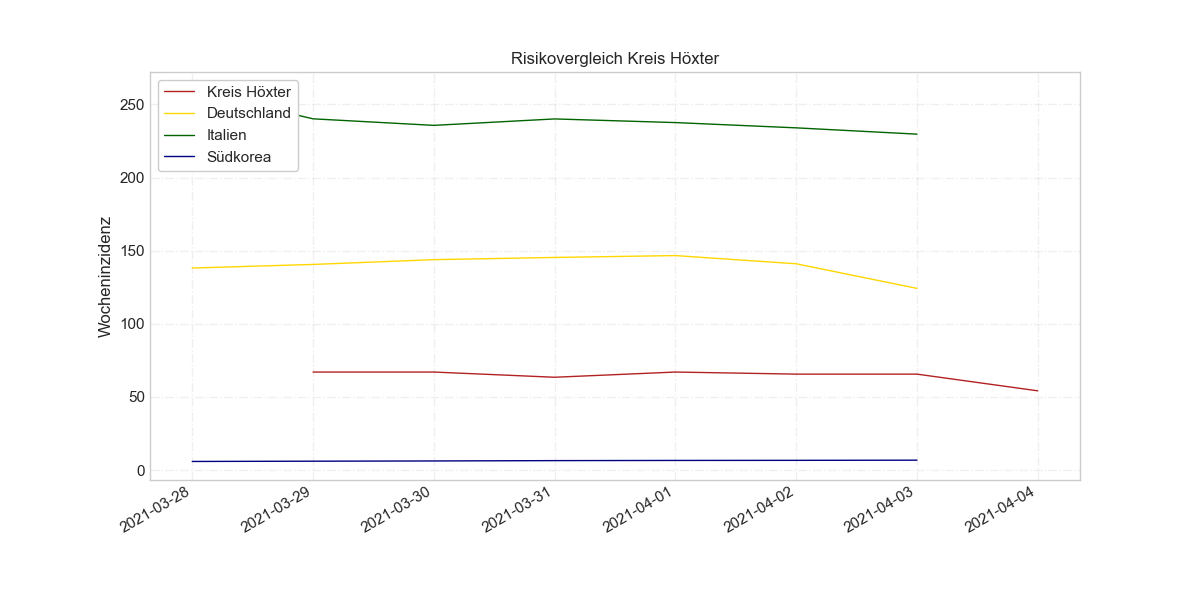 Risikovergleich Kreis Höxter
Kreis Höxter
Deutschland
Italien
Südkorea
Wocheninzidenz
250
200
150
100
50
0
2021-03-28
2021-03-29
2021-03-30
2021-03-31
2021-04-01
2021-04-02
2021-04-03
2021-04-04